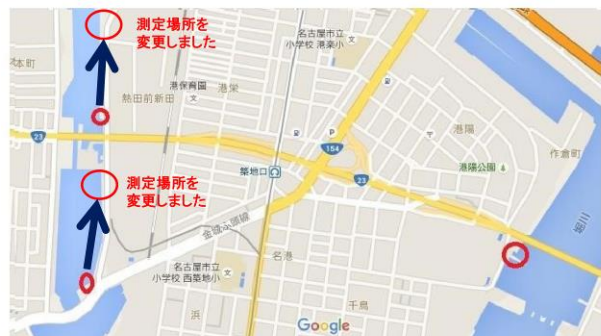 測定場所を
変更しました
名古屋市立
小学校 港楽小
本町
港保育園
港栄
熱田前新田
港陽
23
154
P
作倉町
築地口
港陽公園
23
測定場所を
変更しました
堀川
金城ふ頭線
名港
名古屋市立
小学校 西築地小
千鳥
浜
Google